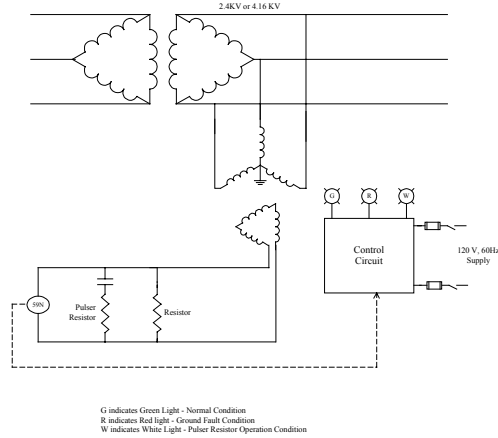 2.4KV or 4.16 KV
G
R
W
Control
Circuit
120 V, 60Hz
Supply
59N
Pulser
Resistor
Resistor
G indicates Green Light - Normal Condition
R indicates Red light - Ground Fault Condition
W indicates White Light - Pulser Resistor Operation Condition